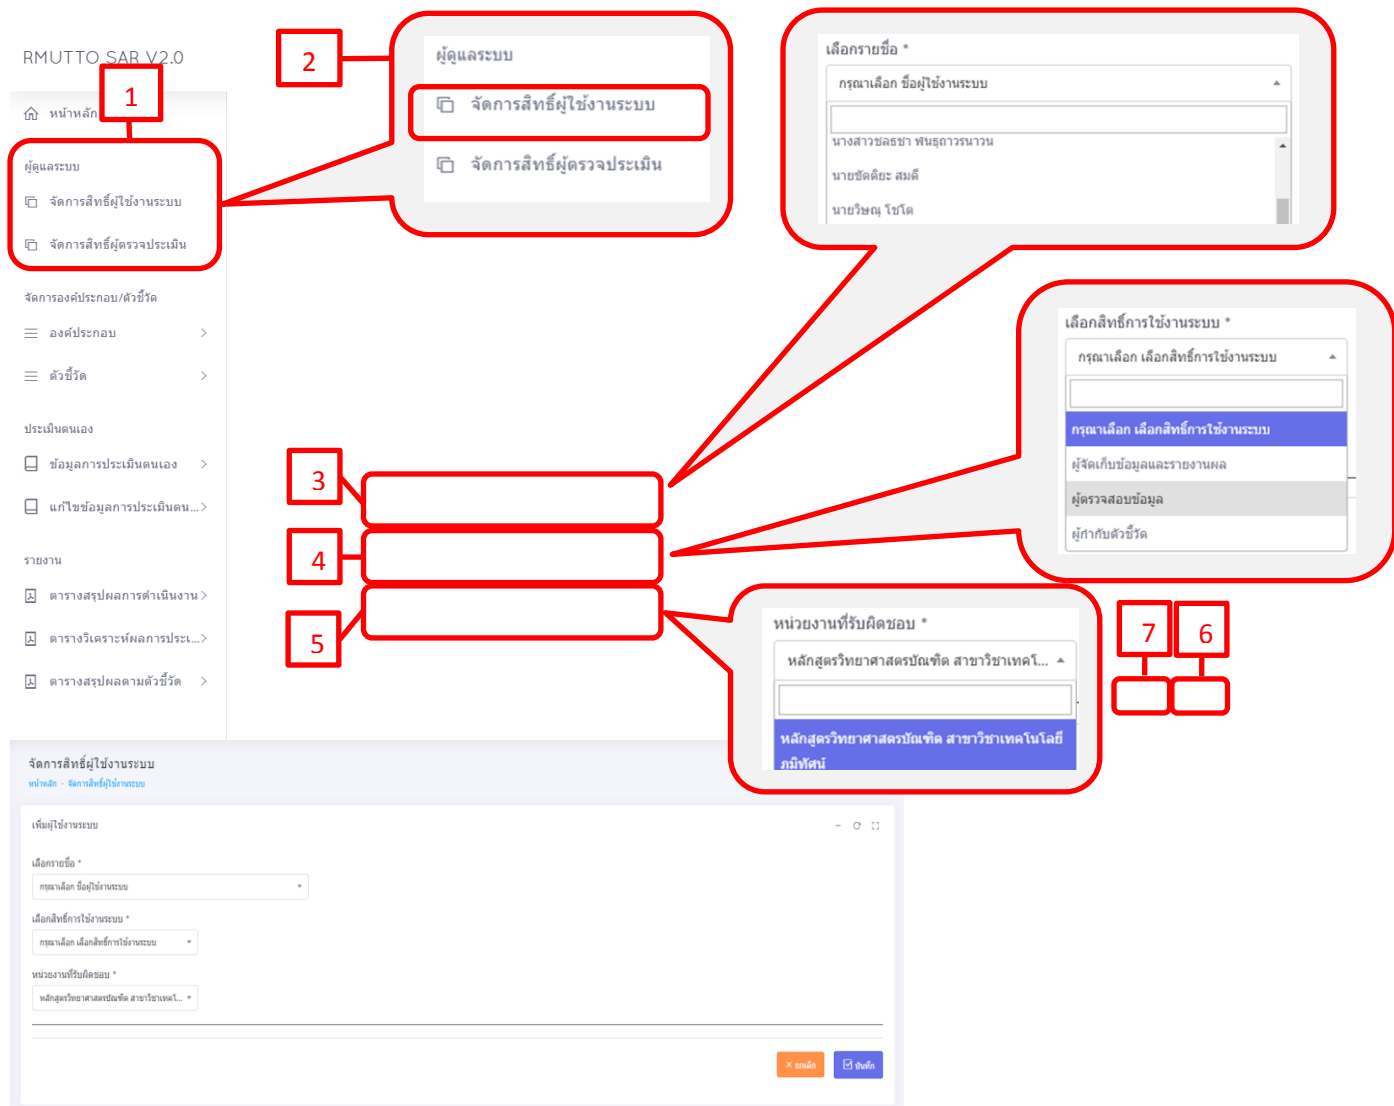 RMUTTO SAR V2.0
1
หน้าหลัก
ผู้ดูแลระบบ
จัดการสิทธิ์ผู้ใช้งานระบบ
จัดการสิทธิ์ผู้ตรวจประเมิน
จัดการองค์ประกอบ/ตัวชี้วัด
องค์ประกอบ
ตัวชี้วัด
ประเมินตนเอง
ข้อมูลการประเมินตนเอง
แก้ไขข้อมูลการประเมินตน...
รายงาน
ตารางสรุปผลการดำเนินงาน
ตารางวิเคราะห์ผลการประเ...
ตารางสรุปผลตามตัวชี้วัด
2
ผู้ดูแลระบบ
จัดการสิทธิ์ผู้ใช้งานระบบ
จัดการสิทธิ์ผู้ตรวจประเมิน
เลือกรายชื่อ *
กรุณาเลือก ชื่อผู้ใช้งานระบบ
นางสาวชลธชา พันธุถาวรนาวน
นายขัตติยะ สมดี
นายวิษณุ โชโต
3
เลือกสิทธิ์การใช้งานระบบ *
กรุณาเลือก เลือกสิทธิ์การใช้งานระบบ
กรุณาเลือก เลือกสิทธิ์การใช้งานระบบ
ผู้จัดเก็บข้อมูลและรายงานผล
ผู้ตรวจสอบข้อมูล
ผู้กำกับตัวชี้วัด
4
5
หน่วยงานที่รับผิดชอบ *
หลักสูตรวิทยาศาสตรบัณฑิต สาขาวิชาเทคโ...
หลักสูตรวิทยาศาสตรบัณฑิต สาขาวิชาเทคโนโลยี
ภูมิทัศน์
7
6
จัดการสิทธิ์ผู้ใช้งานระบบ
หน้าหลัก - จัดการสิทธิ์ผู้ใช้งานระบบ
เพิ่มผู้ใช้งานระบบ
เลือกรายชื่อ *
กรุณาเลือก ชื่อผู้ใช้งานระบบ
เลือกสิทธิ์การใช้งานระบบ *
กรุณาเลือก เลือกสิทธิ์การใช้งานระบบ
หน่วยงานที่รับผิดชอบ *
หลักสูตรวิทยาศาสตรบัณฑิต สาขาวิชาเทคโ...
× ยกเลิก
บันทึก